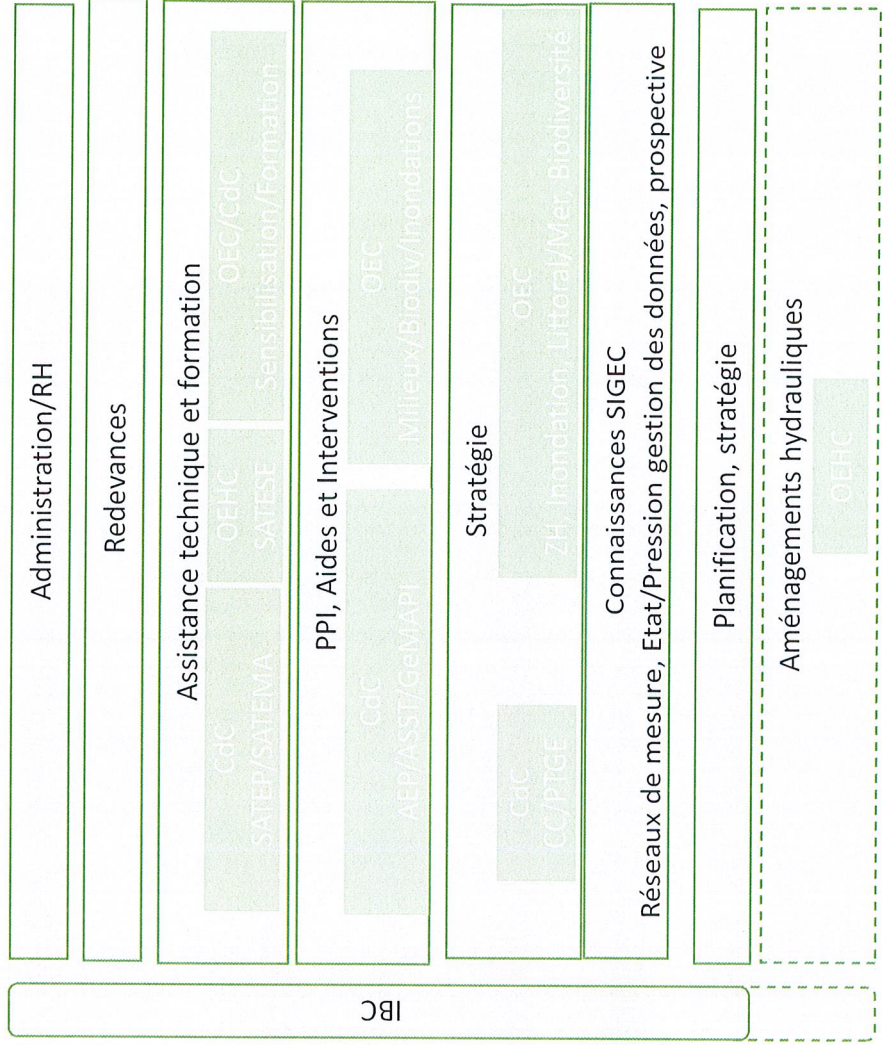 IBC
Administration/RH
Redevances
Assistance technique et formation
CdC
SATEP/SATEMA
OEHC
SATESE
OEC/CdC
Sensibilisation/Formation
PPI, Aides et Interventions
CdC
AEP/ASST/GeMAPI
OEC
Milieux/Biodiv/Inondations
Stratégie
CdC
CC/PTGE
OEC
ZH, Inondation, Littoral/Mer, Biodiversité
Connaissances SIGEC
Réseaux de mesure, Etat/Pression gestion des données, prospective
Planification, stratégie
Aménagements hydrauliques
OEHC